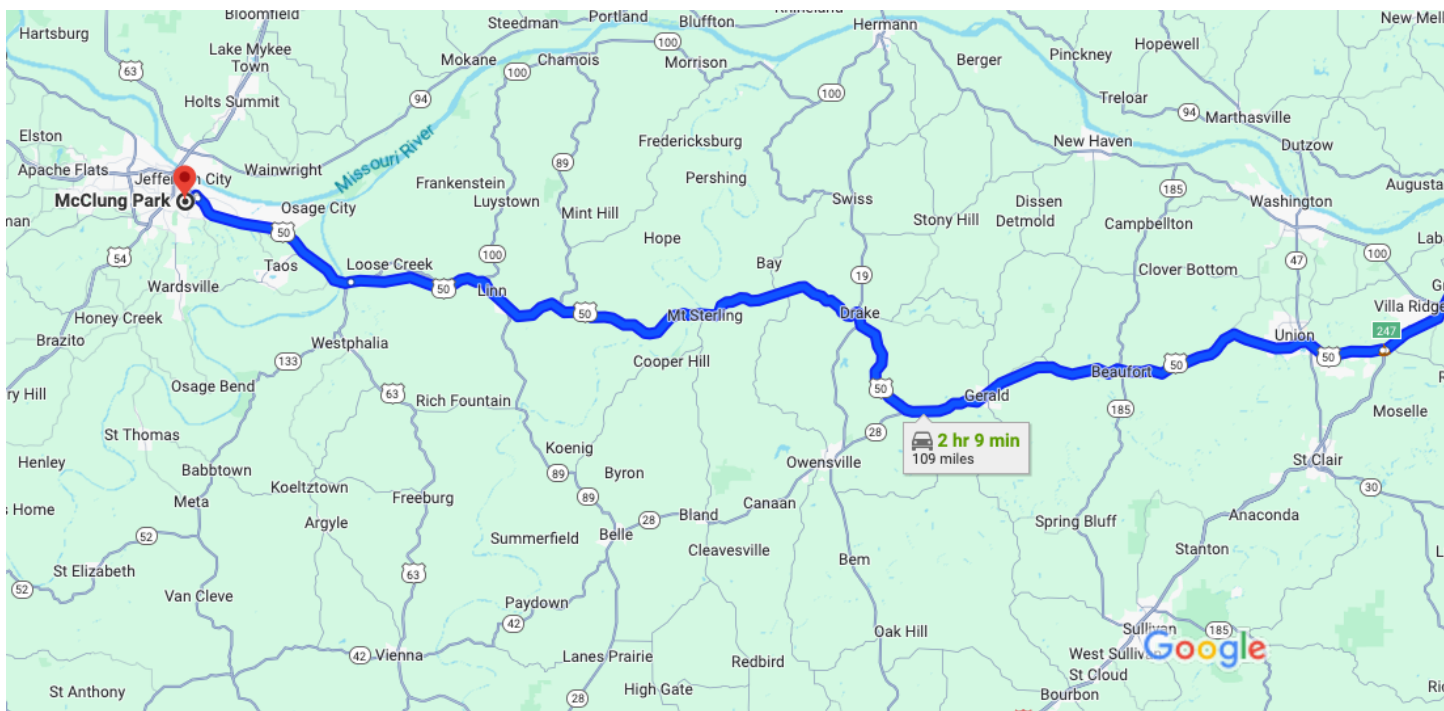 Bloomfield
Steedman
Portland
Bluffton
Rhineland
New Mell
Hartsburg
Hermann
Pinckney
Hopewell
63
Lake Mykee
Town
Mokane
100
Chamois
100
Morrison
Berger
Treloar
94
Marthasville
Holts Summit
94
100
Elston
Missouri River
Fredericksburg
New Haven
Dutzow
Apache Flats
Jefferson City
Wainwright
89
Frankenstein
Pershing
185
Augusta
McClung Park
Osage City
Luystown
Mint Hill
Swiss
Dissen
Detmold
Campbellton
Washington
Stony Hill
50
Hope
54
Taos
Loose Creek
100
Bay
19
Clover Bottom
47
100
Wardsville
50
Linn
50
Mt Sterling
Drake
Villa Ridge
Honey Creek
247
Brazito
Westphalia
Cooper Hill
Union
50
133
Beaufort
50
Osage Bend
63
Rich Fountain
50
Gerald
185
Moselle
St Thomas
28
2 hr 9 min
109 miles
Henley
Babbtown
Koenig
Owensville
St Clair
Meta
Koeltztown
Freeburg
89
Byron
30
89
Canaan
Argyle
28
Bland
Spring Bluff
Anaconda
52
Summerfield
Belle
Cleavesville
Stanton
St Elizabeth
63
Bem
52
Van Cleve
Paydown
42
Oak Hill
Sullivan
185
42
Vienna
Lanes Prairie
Redbird
West Sullivan
Google
St Cloud
St Anthony
28
High Gate
Bourbon